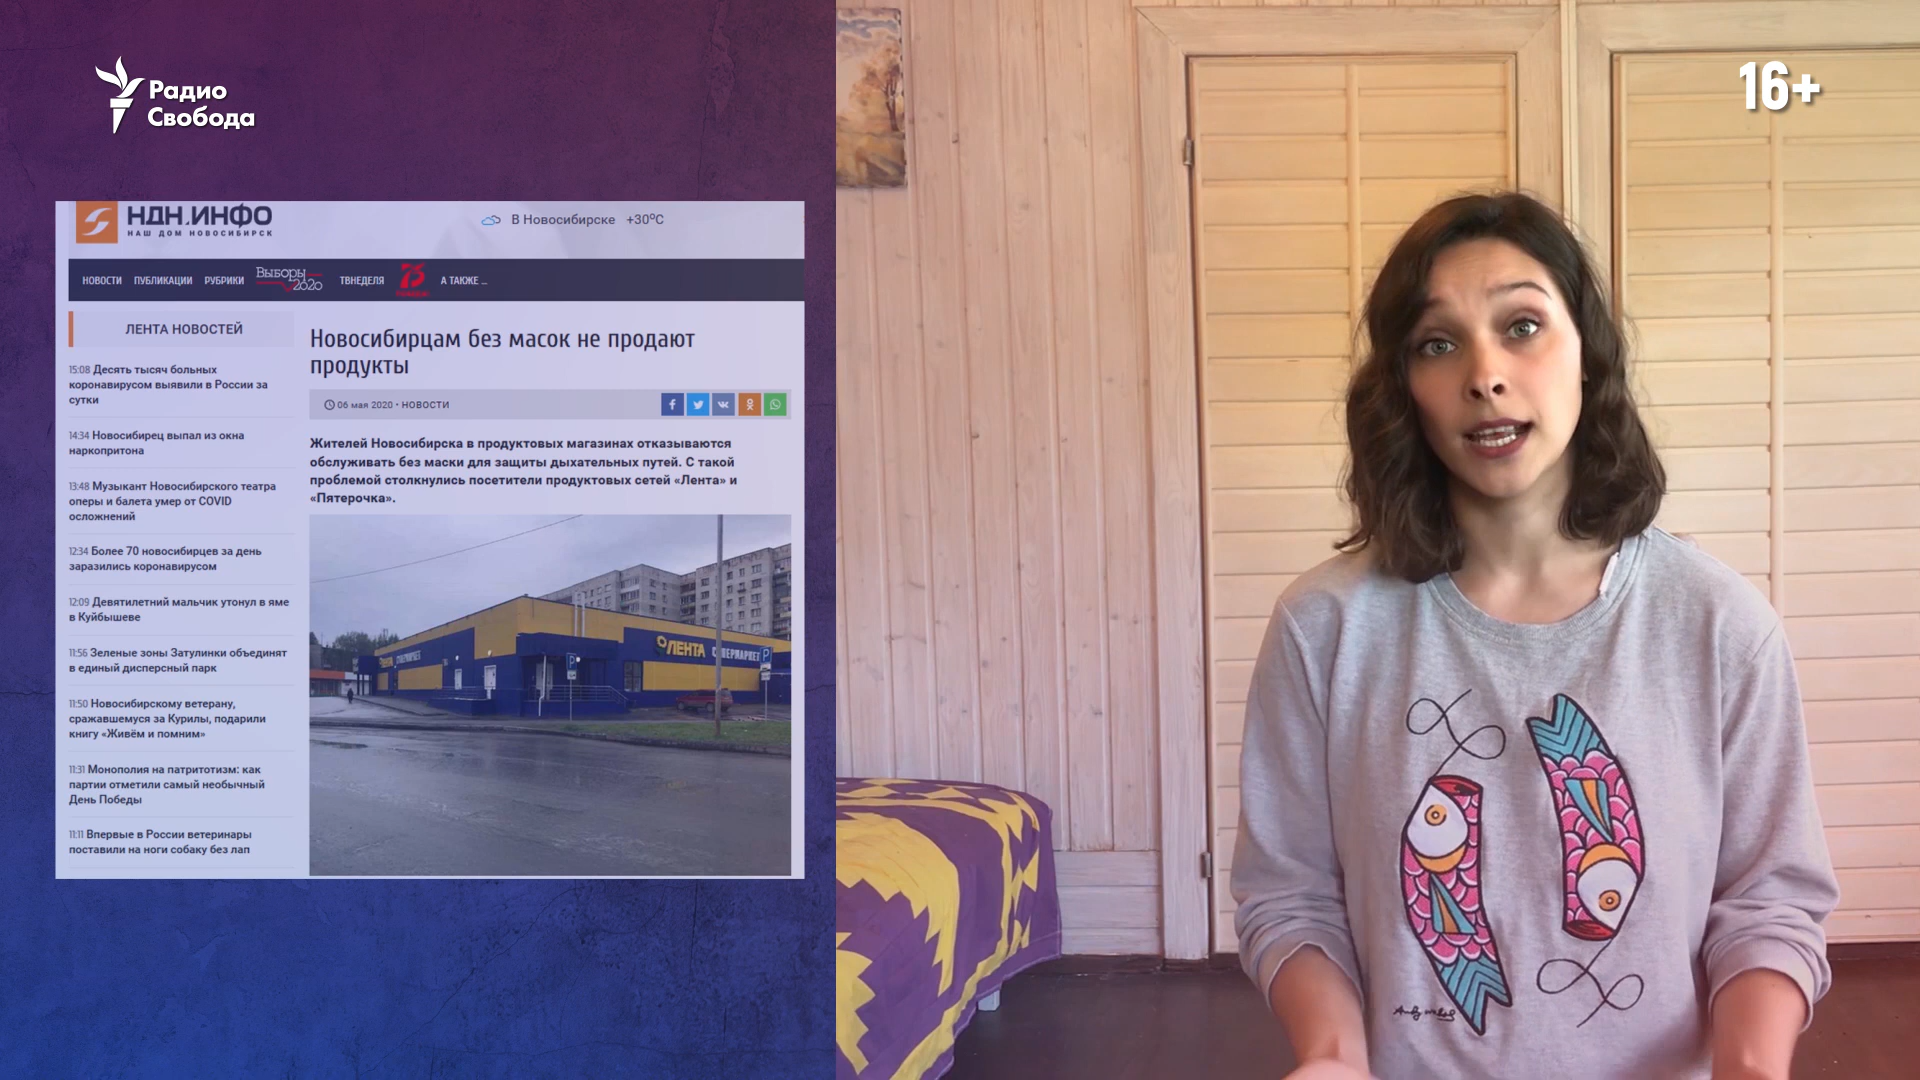 Радио
Свобода
16+
НДН.ИНФО
НАШ ДОМ НОВОСИБИРСК
В Новосибирске +30°C
НОВОСТИ ПУБЛИКАЦИИ РУБРИКИ Выборы 2020 ТВНЕДЕЛЯ 75 А ТАКЖЕ ...
ЛЕНТА НОВОСТЕЙ
15:08 Десять тысяч больных
коронавирусом выявили в России за
сутки
14:34 Новосибирец выпал из окна
наркопритона
13:48 Музыкант Новосибирского театра
оперы и балета умер от COVID
осложнений
12:34 Более 70 новосибирцев за день
заразились коронавирусом
12:09 Девятилетний мальчик утонул в яме
в Куйбышеве
11:56 Зеленые зоны Затулинки объединят
в единый дисперсный парк
11:50 Новосибирскому ветерану,
сражавшемуся за Курилы, подарили
книгу «Живём и помним»
11:31 Монополия на патритотизм: как
партии отметили самый необычный
День Победы
11:11 Впервые в России ветеринары
поставили на ноги собаку без лап
Новосибирцам без масок не продают
продукты
06 мая 2020 • НОВОСТИ
Жителей Новосибирска в продуктовых магазинах отказываются
обслуживать без маски для защиты дыхательных путей. С такой
проблемой столкнулись посетители продуктовых сетей «Лента» и
«Пятерочка».
ЛЕНТА СУПЕРМАРКЕТ
P
P